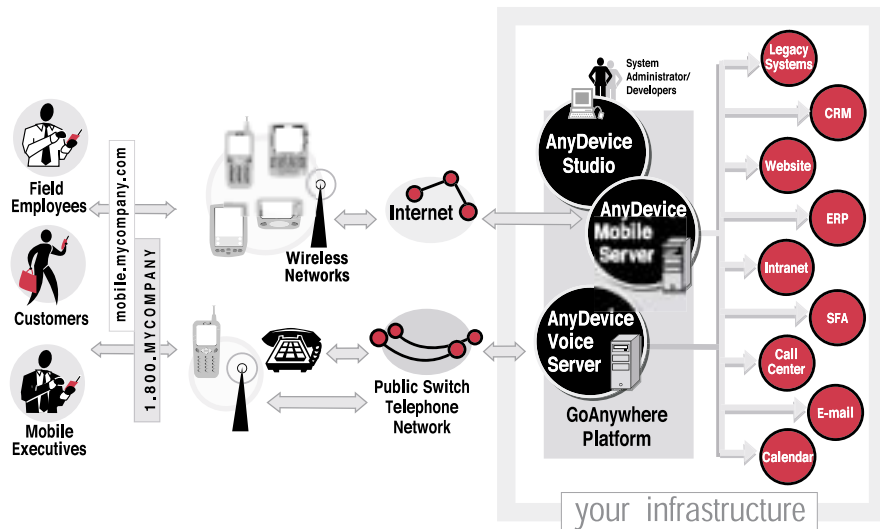 Field
Employees
Customers
Mobile
Executives
mobile.mycompany.com
1.800.MYCOMPANY
Wireless
Networks
Internet
Public Switch
Telephone
Network
System
Administrator/
Developers
AnyDevice
Studio
AnyDevice
Mobile
Server
AnyDevice
Voice
Server
GoAnywhere
Platform
Legacy
Systems
CRM
Website
ERP
Intranet
SFA
Call
Center
E-mail
Calendar
your infrastructure